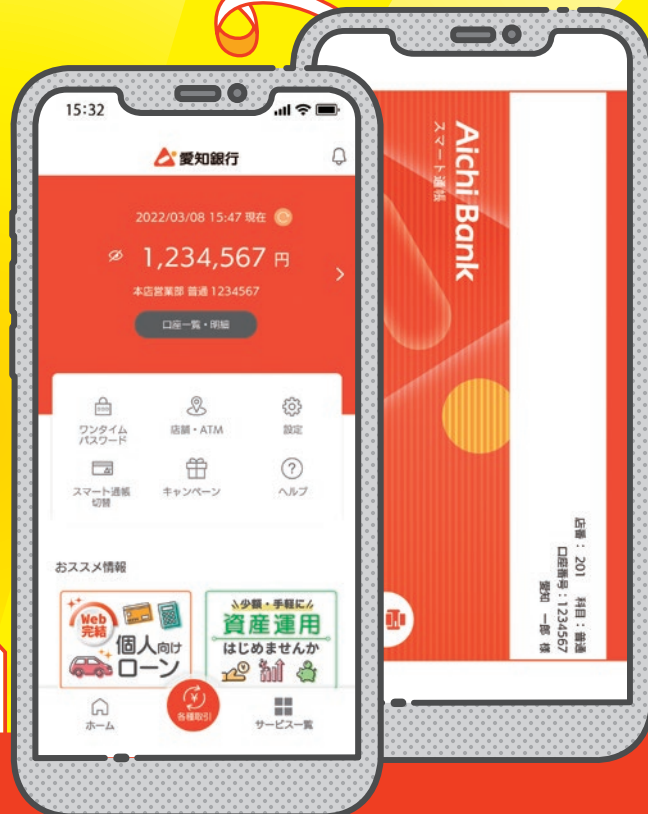 15:32
愛知銀行
2022/03/08 15:47 現在
1,234,567 円
本店営業部 普通 1234567
口座一覧・明細
ワンタイム
パスワード
店舗・ATM
設定
スマート通帳
切替
キャンペーン
ヘルプ
おススメ情報
Web
完結
個人向け
ローン
少額・手軽に
資産運用
はじめませんか
ホーム
各種取引
サービス一覧
Aichi Bank
スマート通帳
店番： 201 科目：普通
口座番号：1234567
愛知 一郎 様